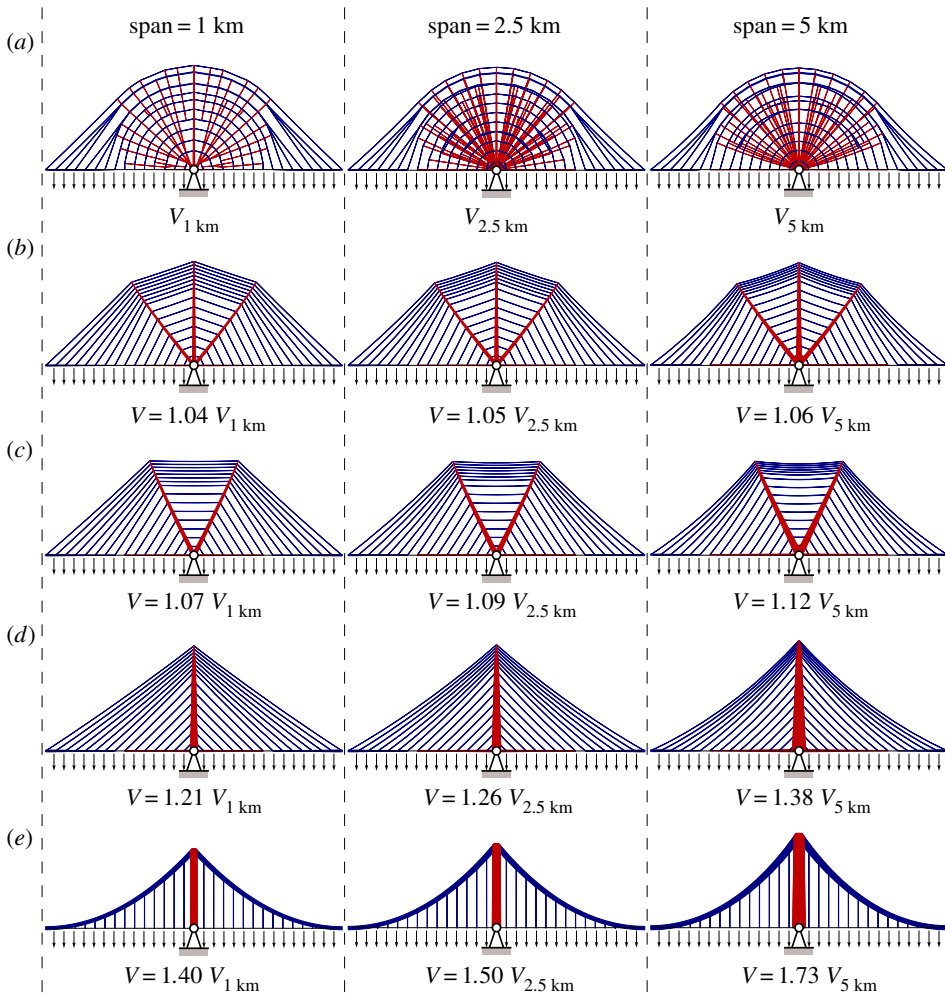 (a) span = 1 km span = 2.5 km span = 5 km
V1 km V2.5 km V5 km
(b)
V = 1.04 V1 km V = 1.05 V2.5 km V = 1.06 V5 km
(c)
V = 1.07 V1 km V = 1.09 V2.5 km V = 1.12 V5 km
(d)
V = 1.21 V1 km V = 1.26 V2.5 km V = 1.38 V5 km
(e)
V = 1.40 V1 km V = 1.50 V2.5 km V = 1.73 V5 km